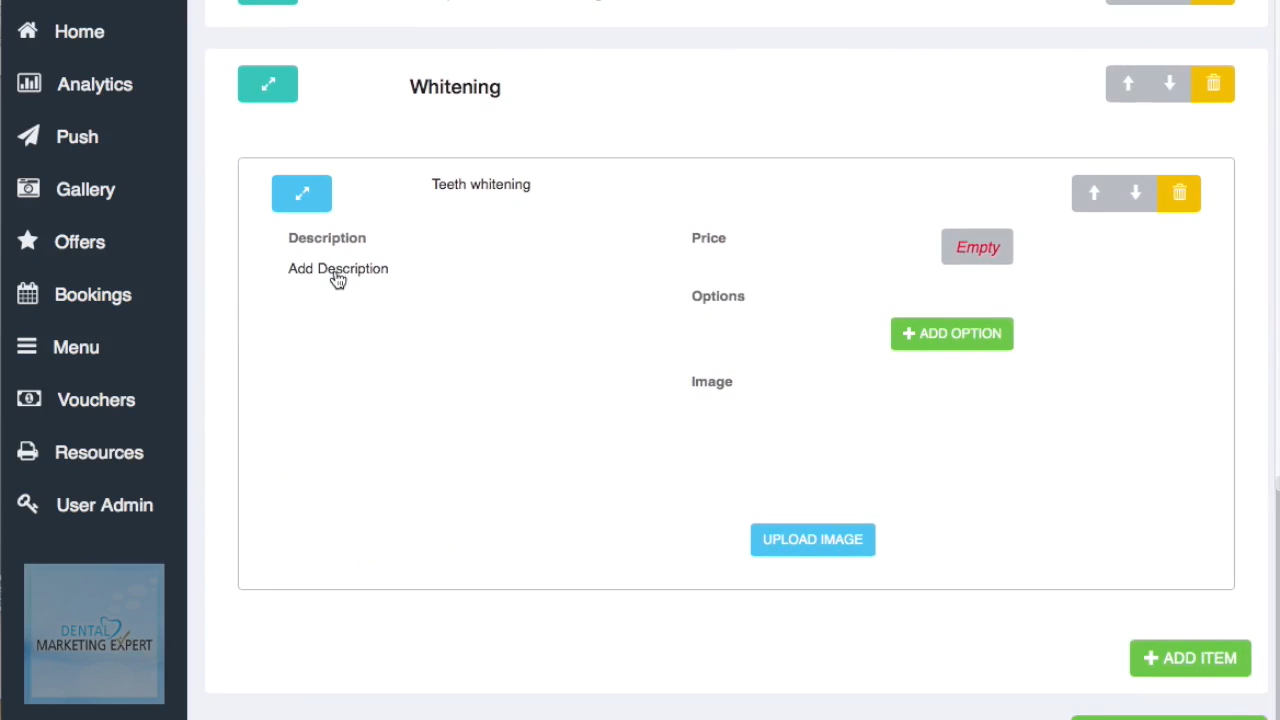 Home
Analytics
Push
Gallery
Offers
Bookings
Menu
Vouchers
Resources
User Admin
DENTAL
MARKETING EXPERT
Whitening
Teeth whitening
Description
Add Description
Price
Empty
Options
ADD OPTION
Image
UPLOAD IMAGE
ADD ITEM